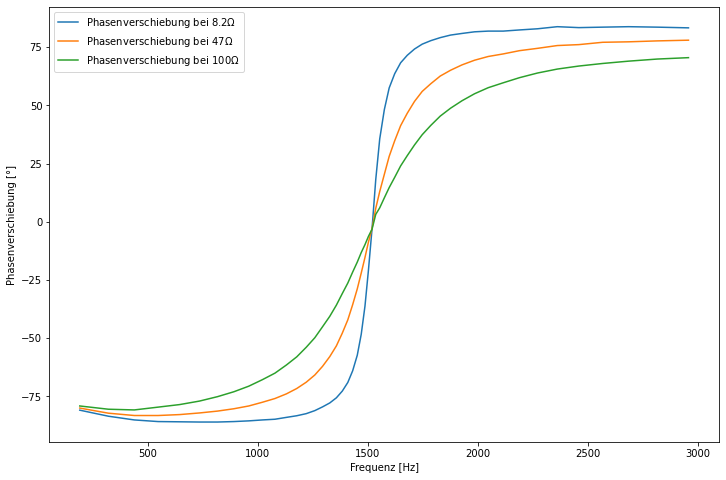 Phasenverschiebung bei 8.2Ω
Phasenverschiebung bei 47Ω
Phasenverschiebung bei 100Ω
Phasenverschiebung [°]
75
50
25
0
−25
−50
−75
500 1000 1500 2000 2500 3000
Frequenz [Hz]